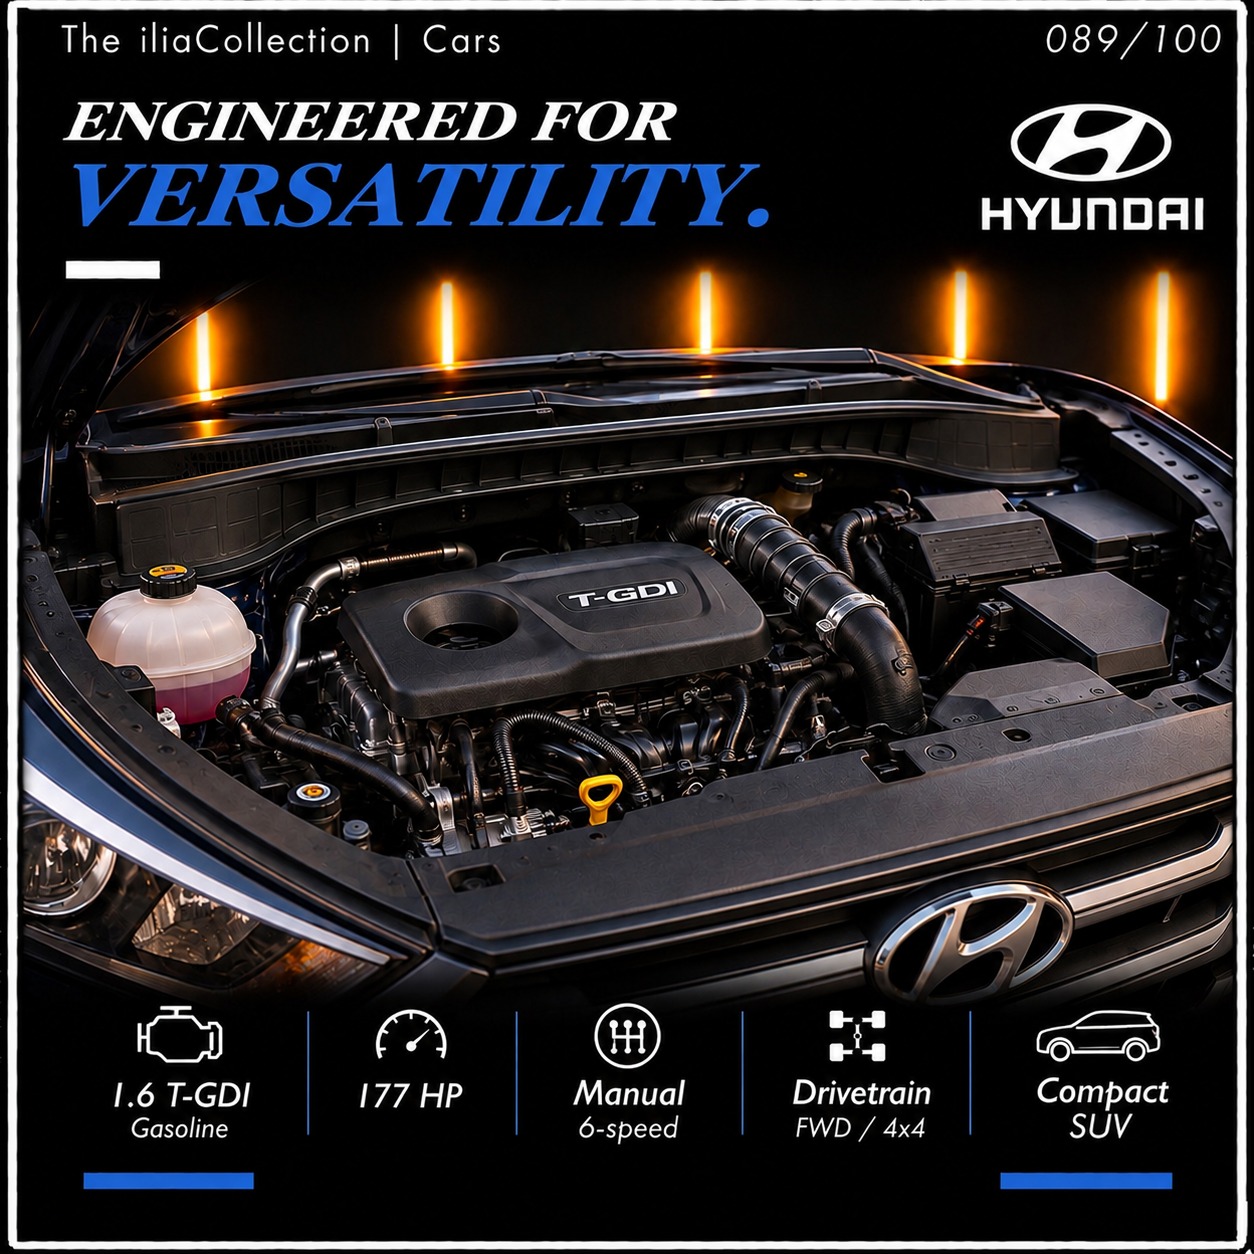 The iliaCollection | Cars
089/100
ENGINEERED FOR
VERSATILITY.
HYUNDAI
T-GDI
1.6 T-GDI
Gasoline
177 HP
Manual
6-speed
Drivetrain
FWD / 4x4
Compact
SUV